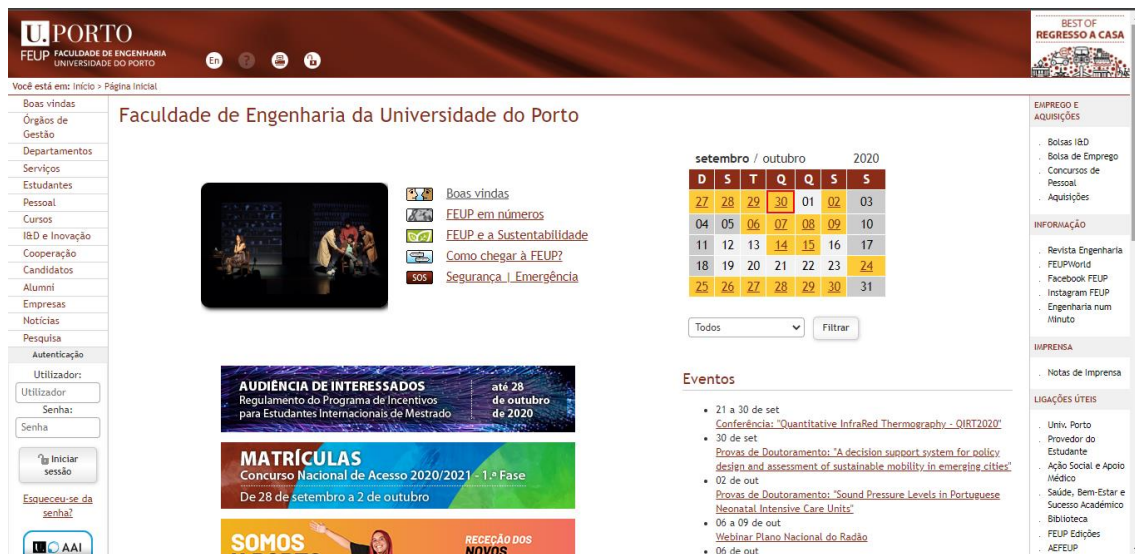 U. PORTO
FEUP FACULDADE DE ENGENHARIA
UNIVERSIDADE DO PORTO
En
?
BEST OF
REGRESSO A CASA
Você está em: Início > Página Inicial
Boas vindas
Órgãos de
Gestão
Departamentos
Serviços
Estudantes
Pessoal
Cursos
I&D e Inovação
Cooperação
Candidatos
Alumni
Empresas
Notícias
Pesquisa
Autenticação
Utilizador:
Utilizador
Senha:
Senha
Iniciar
sessão
Esqueceu-se da
senha?
AAI
Faculdade de Engenharia da Universidade do Porto
Boas vindas
FEUP em números
FEUP e a Sustentabilidade
Como chegar à FEUP?
SOS Segurança | Emergência
AUDIÊNCIA DE INTERESSADOS
Regulamento do Programa de Incentivos
para Estudantes Internacionais de Mestrado
até 28
de outubro
de 2020
MATRÍCULAS
Concurso Nacional de Acesso 2020/2021 - 1.ª Fase
De 28 de setembro a 2 de outubro
SOMOS
RECEÇÃO DOS
NOVOS
setembro / outubro 2020
D S T Q Q S S
27 28 29 30 01 02 03
04 05 06 07 08 09 10
11 12 13 14 15 16 17
18 19 20 21 22 23 24
25 26 27 28 29 30 31
Todos
Filtrar
Eventos
21 a 30 de set
Conferência: "Quantitative InfraRed Thermography - QIRT2020"
30 de set
Provas de Doutoramento: "A decision support system for policy
design and assessment of sustainable mobility in emerging cities"
02 de out
Provas de Doutoramento: "Sound Pressure Levels in Portuguese
Neonatal Intensive Care Units"
06 a 09 de out
Webinar Plano Nacional do Radão
06 de out
EMPREGO E
AQUISIÇÕES
. Bolsas I&D
. Bolsa de Emprego
. Concursos de
Pessoal
. Aquisições
INFORMAÇÃO
. Revista Engenharia
. FEUPWorld
. Facebook FEUP
. Instagram FEUP
. Engenharia num
Minuto
IMPRENSA
. Notas de Imprensa
LIGAÇÕES ÚTEIS
. Univ. Porto
. Provedor do
Estudante
. Ação Social e Apoio
Médico
. Saúde, Bem-Estar e
Sucesso Académico
. Biblioteca
. FEUP Edições
. AEFEUP